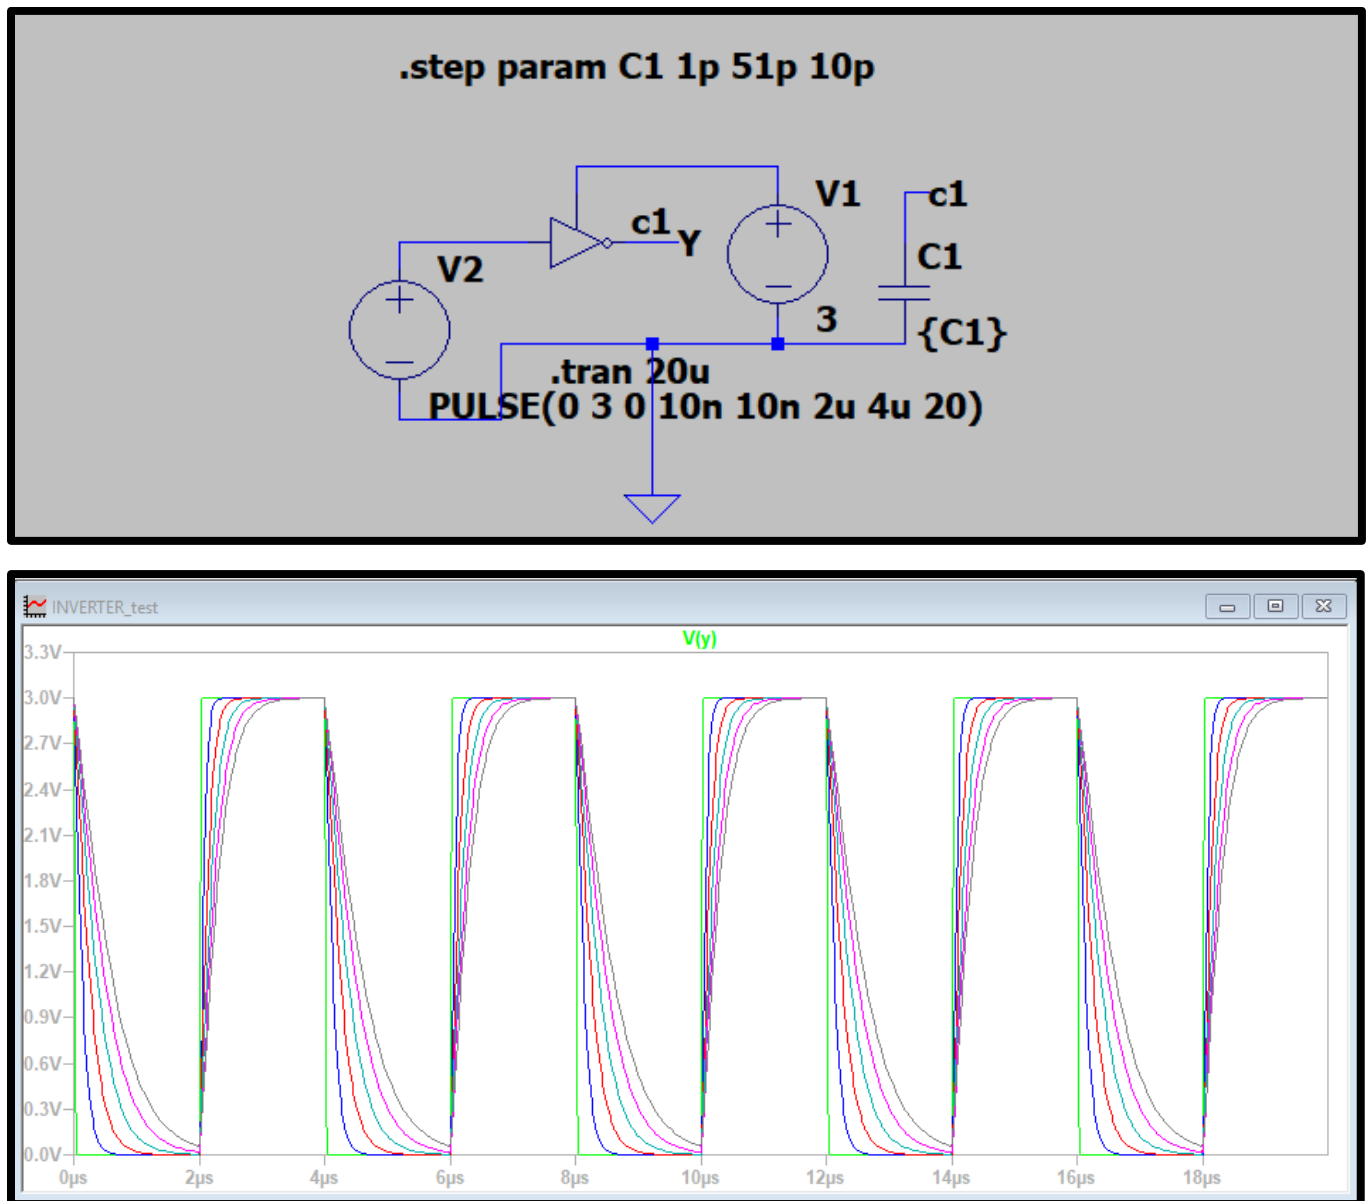 .step param C1 1p 51p 10p
V1
c1
c1
Y
V2
C1
3
{C1}
.tran 20u
PULSE(0 3 0 10n 10n 2u 4u 20)
INVERTER_test
V(y)
3.3V
3.0V
2.7V
2.4V
2.1V
1.8V
1.5V
1.2V
0.9V
0.6V
0.3V
0.0V
0µs 2µs 4µs 6µs 8µs 10µs 12µs 14µs 16µs 18µs